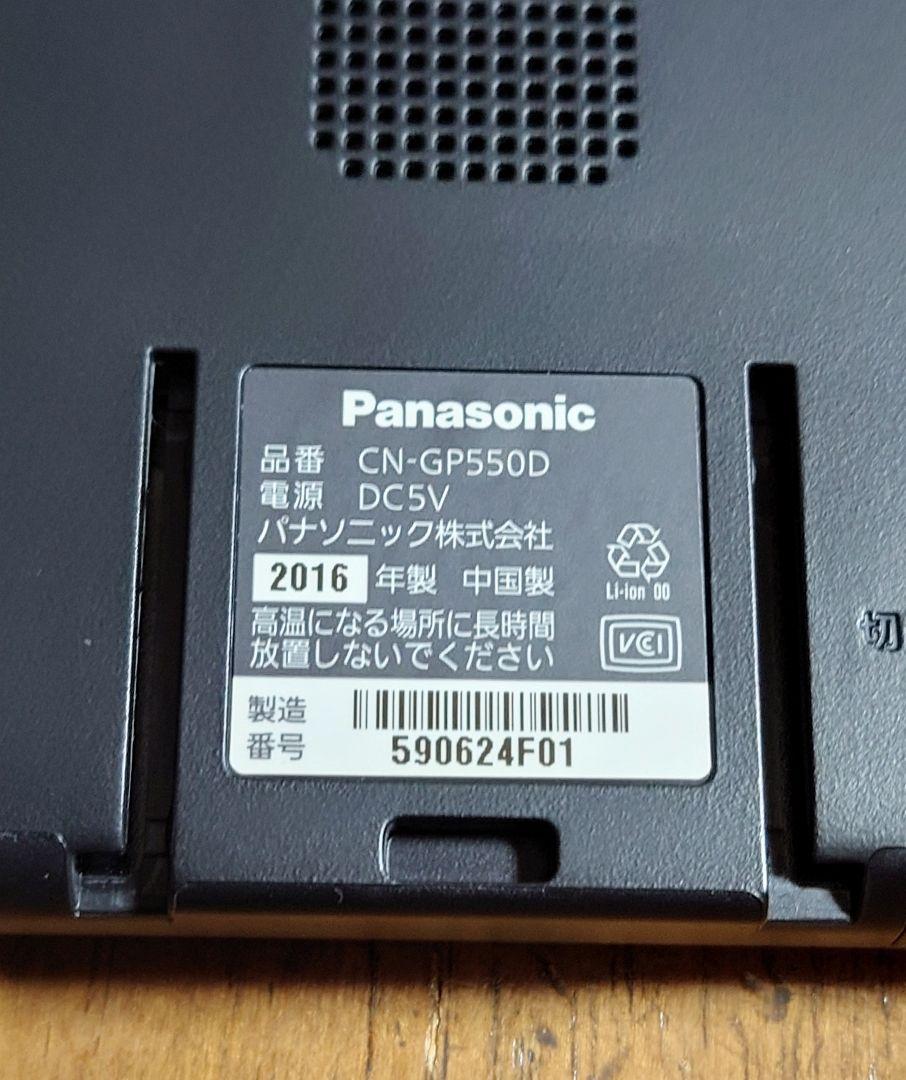 Panasonic
品番 CN-GP550D
電源 DC5V
パナソニック株式会社
2016 年製 中国製
Li-ion 00
高温になる場所に長時間
放置しないでください
VCCI
製造
番号
590624F01
切